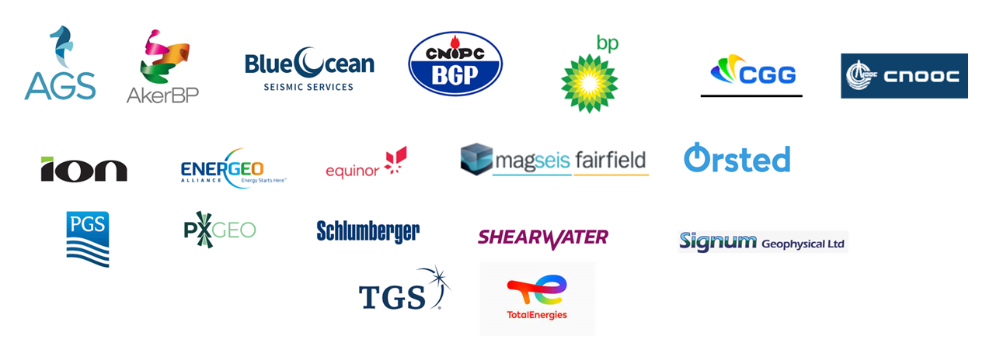 AGS
AkerBP
BlueOcean
SEISMIC SERVICES
CNPC
BGP
bp
CGG
CNOOC
cnooc
ion
ENERGEO
ALLIANCE Energy Starts Here™
equinor
magseis fairfield
Ørsted
PGS
PXGEO
Schlumberger
SHEARWATER
Signum Geophysical Ltd
TGS®
TotalEnergies